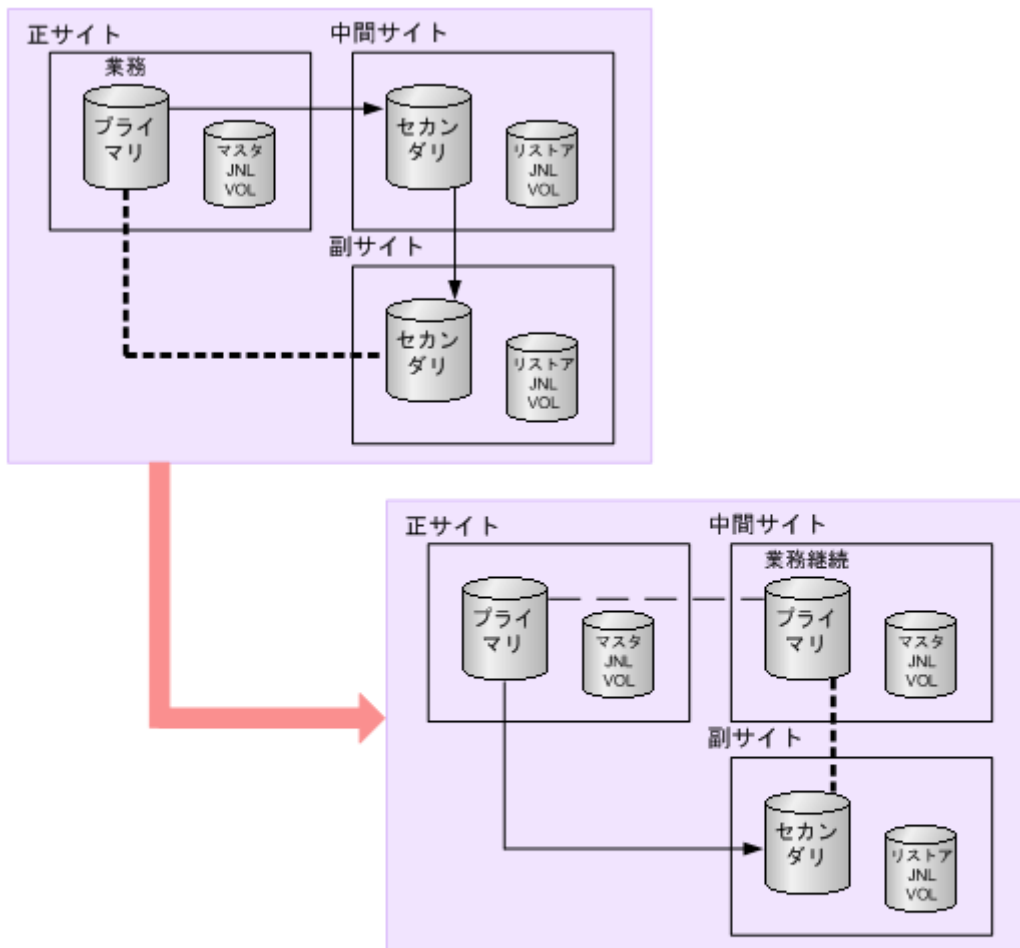 正サイト
業務
プライ
マリ
マスタ
JNL
VOL
中間サイト
セカン
ダリ
リストア
JNL
VOL
副サイト
セカン
ダリ
リストア
JNL
VOL
正サイト
プライ
マリ
マスタ
JNL
VOL
中間サイト
業務継続
プライ
マリ
マスタ
JNL
VOL
副サイト
セカン
ダリ
リストア
JNL
VOL